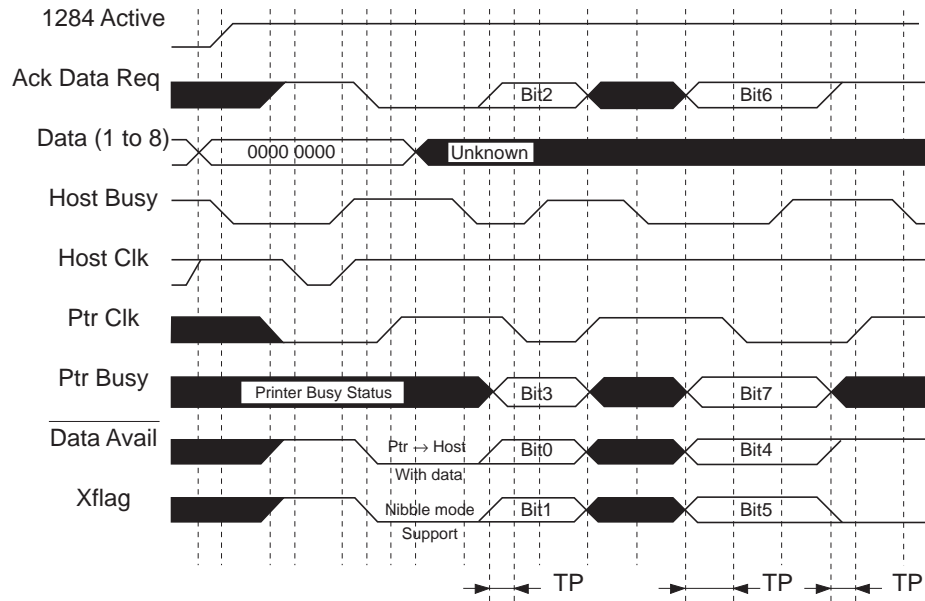 1284 Active
Ack Data Req
Bit2
Bit6
Data (1 to 8)
0000 0000
Unknown
Host Busy
Host Clk
Ptr Clk
Ptr Busy
Printer Busy Status
Bit3
Bit7
Data Avail
Ptr → Host
With data
Bit0
Bit4
Xflag
Nibble mode
Support
Bit1
Bit5
TP
TP
TP